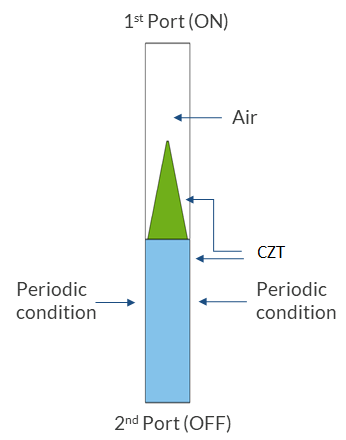 1st Port (ON)
Air
CZT
Periodic
condition
Periodic
condition
2nd Port (OFF)